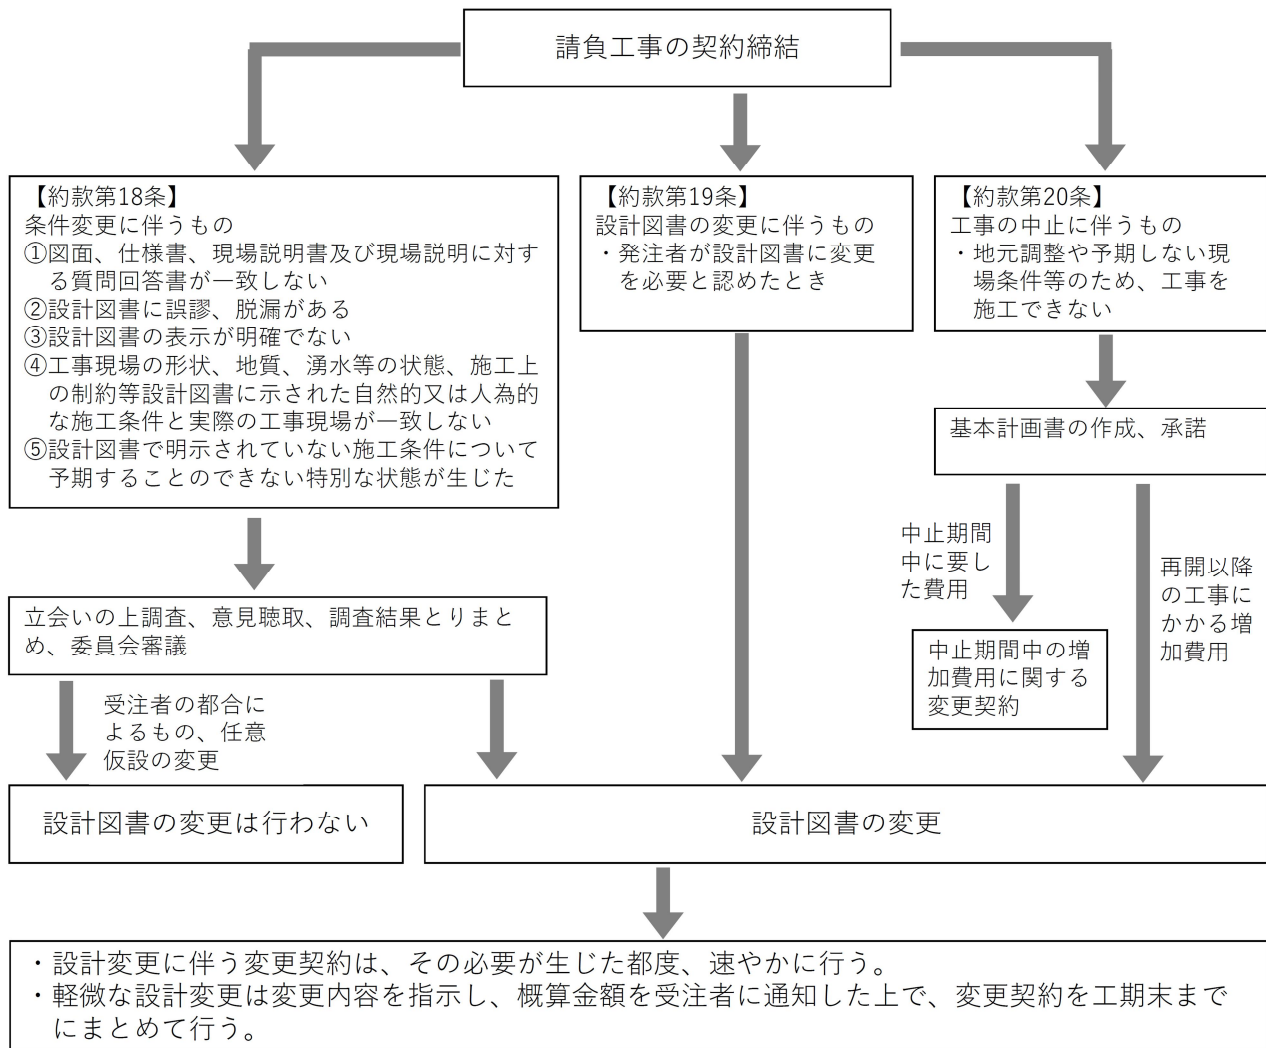 請負工事の契約締結
【約款第18条】
条件変更に伴うもの
①図面、仕様書、現場説明書及び現場説明に対す
る質問回答書が一致しない
②設計図書に誤謬、脱漏がある
③設計図書の表示が明確でない
④工事現場の形状、地質、湧水等の状態、施工上
の制約等設計図書に示された自然的又は人為的
な施工条件と実際の工事現場が一致しない
⑤設計図書で明示されていない施工条件について
予期することのできない特別な状態が生じた
【約款第19条】
設計図書の変更に伴うもの
・発注者が設計図書に変更
を必要と認めたとき
【約款第20条】
工事の中止に伴うもの
・地元調整や予期しない現
場条件等のため、工事を
施工できない
基本計画書の作成、承諾
中止期間
中に要し
た費用
再開以降
の工事に
かかる増
加費用
立会いの上調査、意見聴取、調査結果とりまと
め、委員会審議
中止期間中の増
加費用に関する
変更契約
受注者の都合に
よるもの、任意
仮設の変更
設計図書の変更は行わない
設計図書の変更
・設計変更に伴う変更契約は、その必要が生じた都度、速やかに行う。
・軽微な設計変更は変更内容を指示し、概算金額を受注者に通知した上で、変更契約を工期末まで
にまとめて行う。